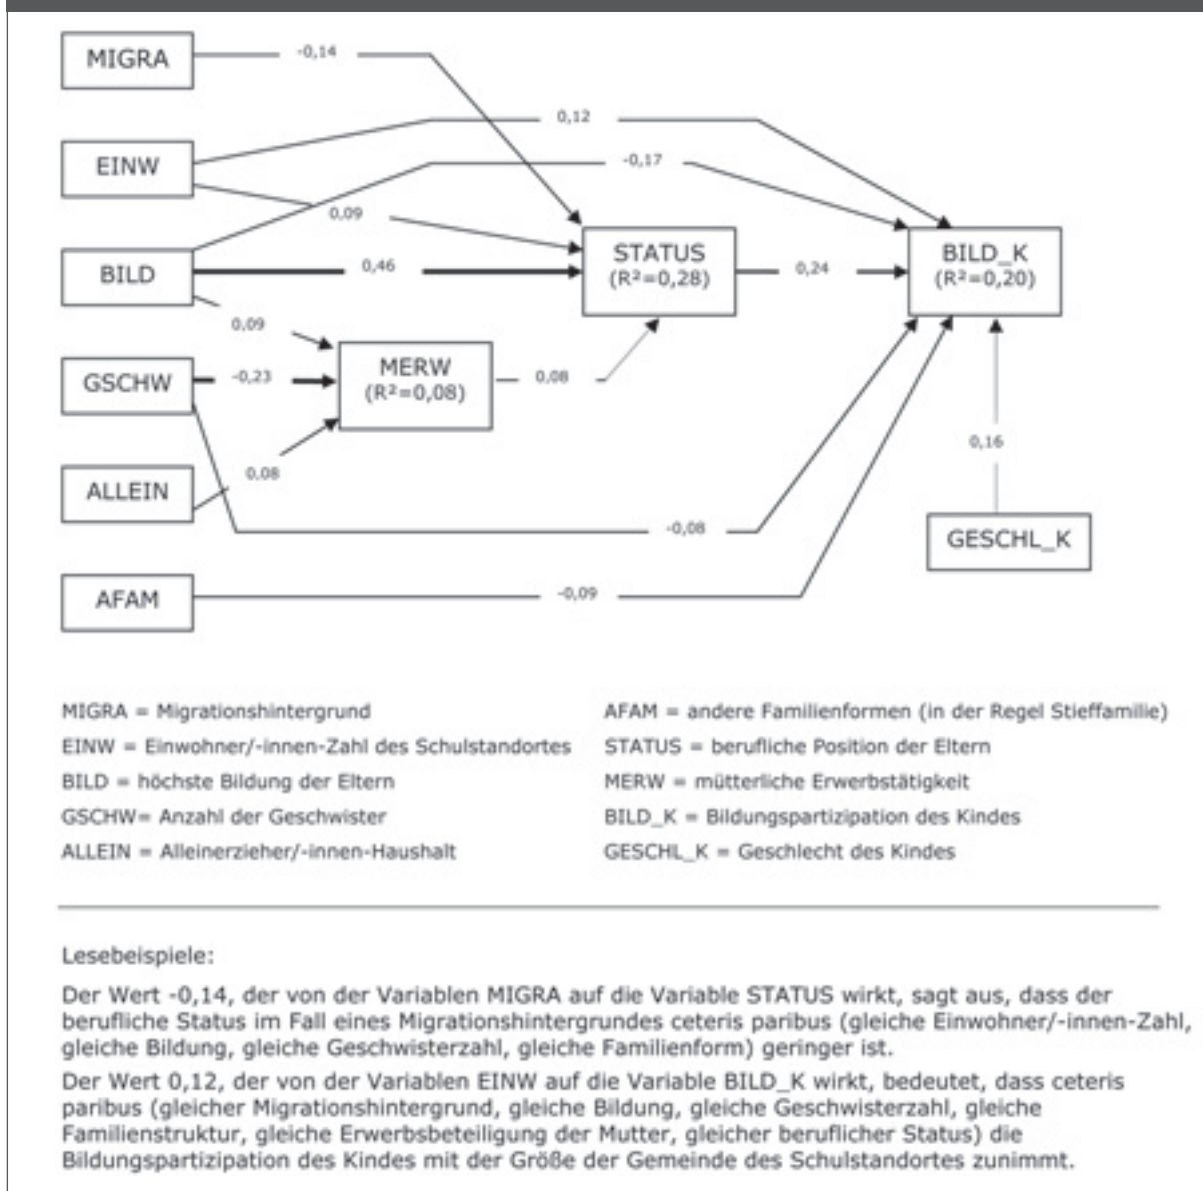 MIGRA
-0,14
0,12
EINW
-0,17
0,09
BILD
0,46
STATUS
(R²=0,28)
0,24
BILD_K
(R²=0,20)
0,09
GSCHW
-0,23
MERW
(R²=0,08)
0,08
0,16
0,08
ALLEIN
-0,08
GESCHL_K
AFAM
-0,09
MIGRA = Migrationshintergrund
EINW = Einwohner/-innen-Zahl des Schulstandortes
BILD = höchste Bildung der Eltern
GSCHW= Anzahl der Geschwister
ALLEIN = Alleinerzieher/-innen-Haushalt
AFAM = andere Familienformen (in der Regel Stieffamilie)
STATUS = berufliche Position der Eltern
MERW = mütterliche Erwerbstätigkeit
BILD_K = Bildungspartizipation des Kindes
GESCHL_K = Geschlecht des Kindes
Lesebeispiele:
Der Wert -0,14, der von der Variablen MIGRA auf die Variable STATUS wirkt, sagt aus, dass der
berufliche Status im Fall eines Migrationshintergrundes ceteris paribus (gleiche Einwohner/-innen-Zahl,
gleiche Bildung, gleiche Geschwisterzahl, gleiche Familienform) geringer ist.
Der Wert 0,12, der von der Variablen EINW auf die Variable BILD_K wirkt, bedeutet, dass ceteris
paribus (gleicher Migrationshintergrund, gleiche Bildung, gleiche Geschwisterzahl, gleiche
Familienstruktur, gleiche Erwerbsbeteiligung der Mutter, gleicher beruflicher Status) die
Bildungspartizipation des Kindes mit der Größe der Gemeinde des Schulstandortes zunimmt.